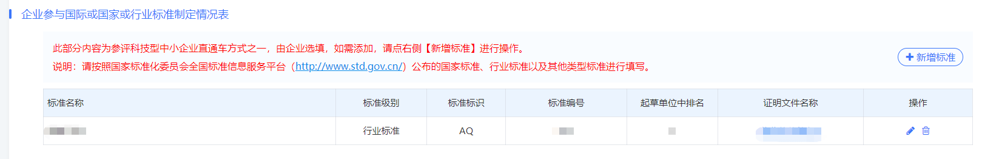 企业参与国际或国家或行业标准制定情况表
此部分内容为参评科技型中小企业直通车方式之一，由企业选填，如需添加，请点右侧【新增标准】进行操作。
说明：请按照国家标准化委员会全国标准信息服务平台（http://www.std.gov.cn/）公布的国家标准、行业标准以及其他类型标准进行填写。
+ 新增标准
标准名称 标准级别 标准标识 标准编号 起草单位中排名 证明文件名称 操作
行业标准 AQ